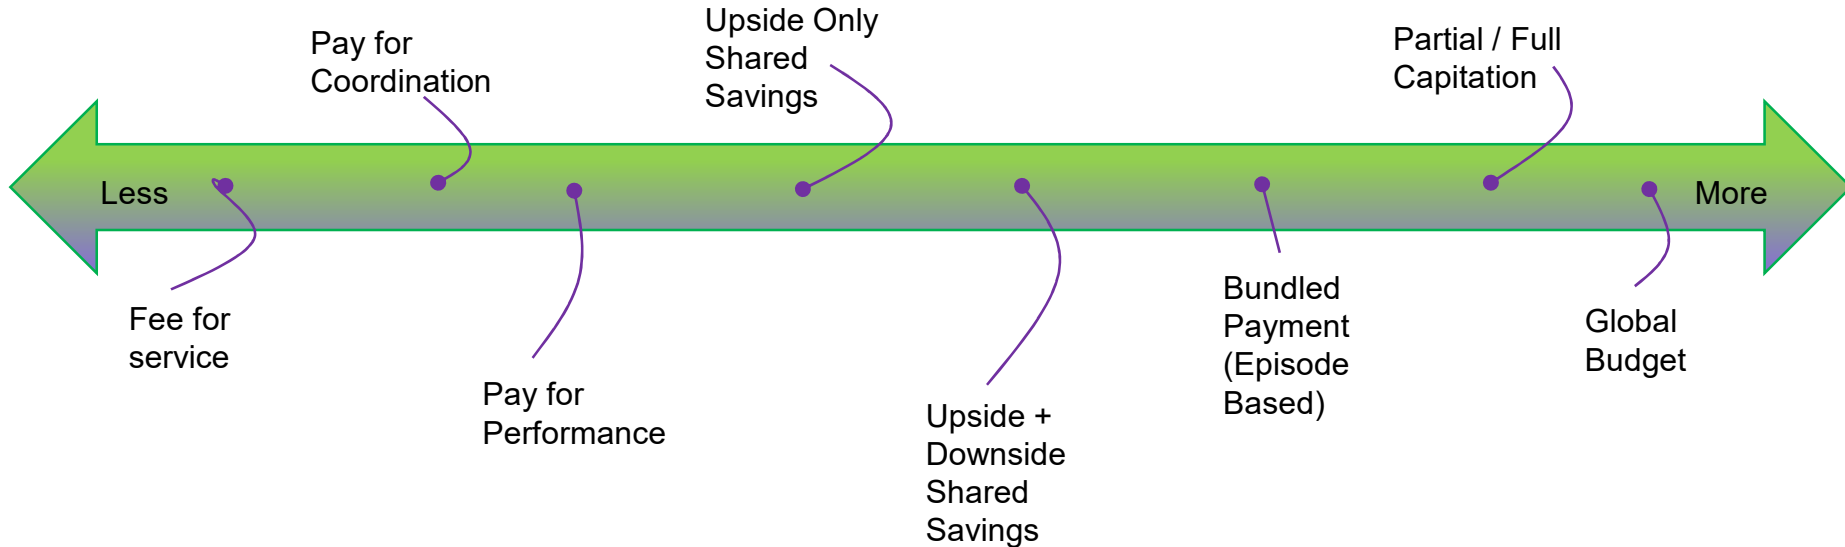 Upside Only
Shared
Savings
Pay for
Coordination
Partial / Full
Capitation
Less
More
Fee for
service
Pay for
Performance
Upside +
Downside
Shared
Savings
Bundled
Payment
(Episode
Based)
Global
Budget